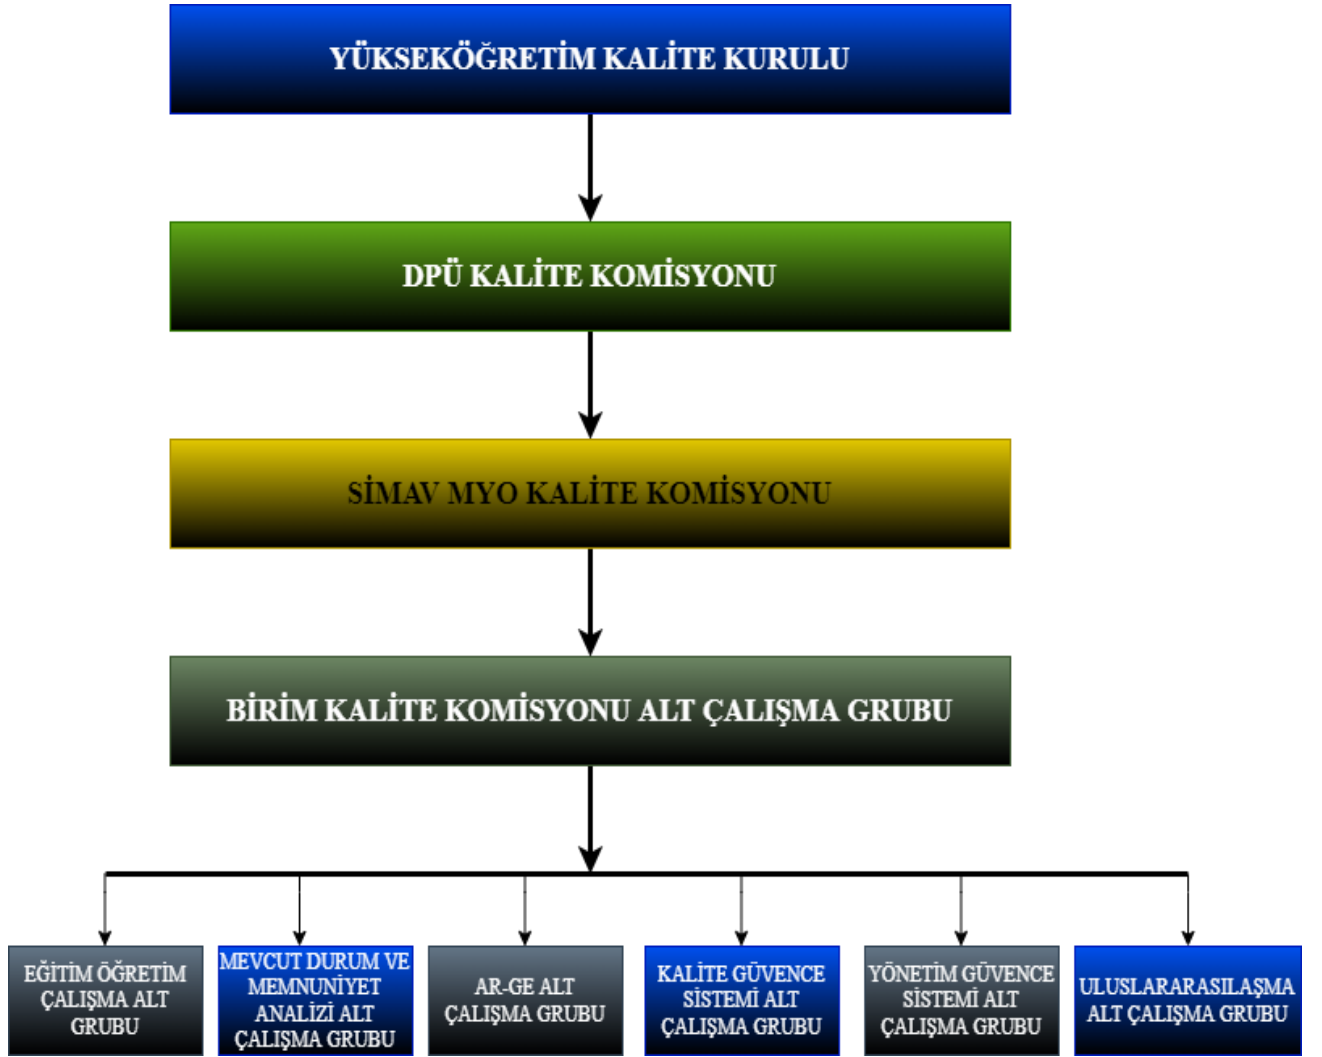 YÜKSEKÖĞRETİM KALİTE KURULU
DPÜ KALİTE KOMİSYONU
SİMAV MYO KALİTE KOMİSYONU
BİRİM KALİTE KOMİSYONU ALT ÇALIŞMA GRUBU
EĞİTİM ÖĞRETİM
ÇALIŞMA ALT
GRUBU
MEVCUT DURUM VE
MEMNUNİYET
ANALİZİ ALT
ÇALIŞMA GRUBU
AR-GE ALT
ÇALIŞMA GRUBU
KALİTE GÜVENCE
SİSTEMİ ALT
ÇALIŞMA GRUBU
YÖNETİM GÜVENCE
SİSTEMİ ALT
ÇALIŞMA GRUBU
ULUSLARARASILAŞMA
ALT ÇALIŞMA GRUBU